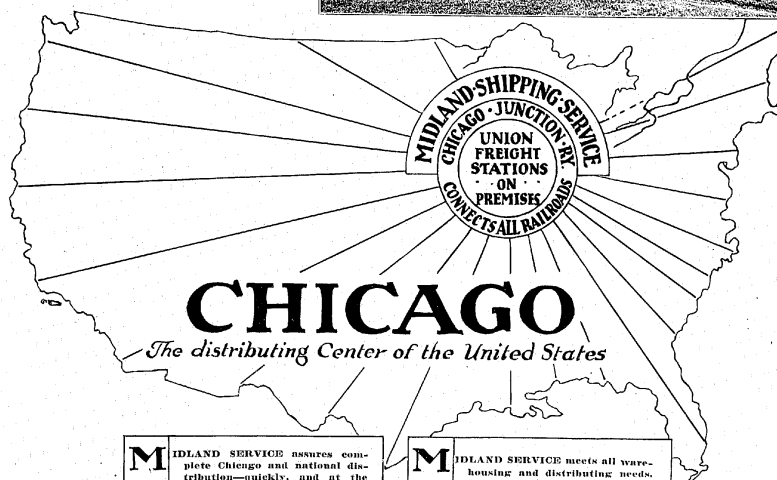 MIDLAND·SHIPPING·SERVICE
CHICAGO·JUNCTION·RY.
UNION
FREIGHT
STATIONS
ON
PREMISES
CONNECTS ALL RAILROADS
CHICAGO
The distributing Center of the United States
MIDLAND SERVICE assures com-
plete Chicago and national dis-
tribution—quickly, and at the
MIDLAND SERVICE meets all ware-
housing and distributing needs.